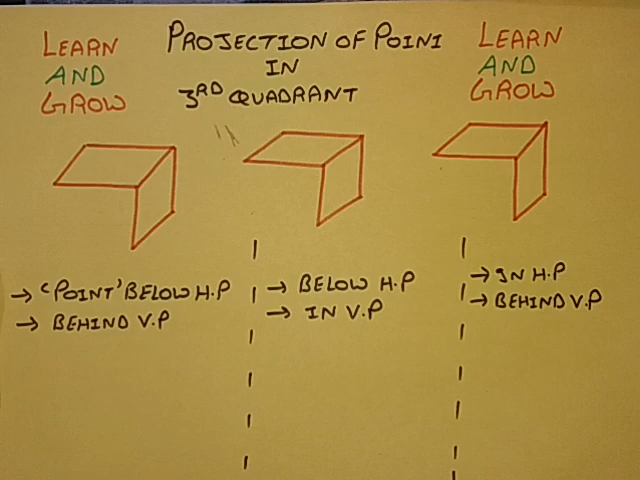 LEARN
AND
GROW
PROJECTION OF POINI
IN
3RD QUADRANT
LEARN
AND
GROW
→ 'POINT' BELOW H.P
→ BEHIND V.P
→ BELOW H.P
→ IN V.P
→ IN H.P
→ BEHIND V.P